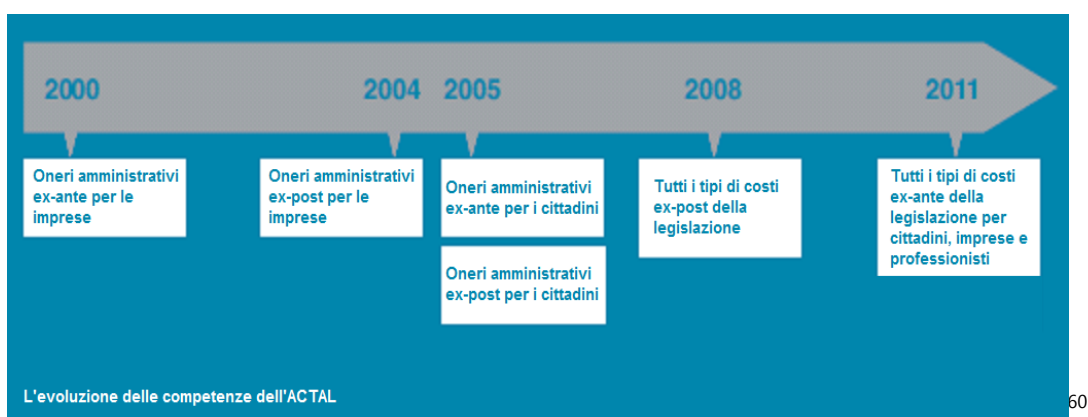 2000
2004
2005
2008
2011
Oneri amministrativi
ex-ante per le
imprese
Oneri amministrativi
ex-post per le
imprese
Oneri amministrativi
ex-ante per i cittadini
Oneri amministrativi
ex-post per i cittadini
Tutti i tipi di costi
ex-post della
legislazione
Tutti i tipi di costi
ex-ante della
legislazione per
cittadini, imprese e
professionisti
L'evoluzione delle competenze dell'ACTAL
60